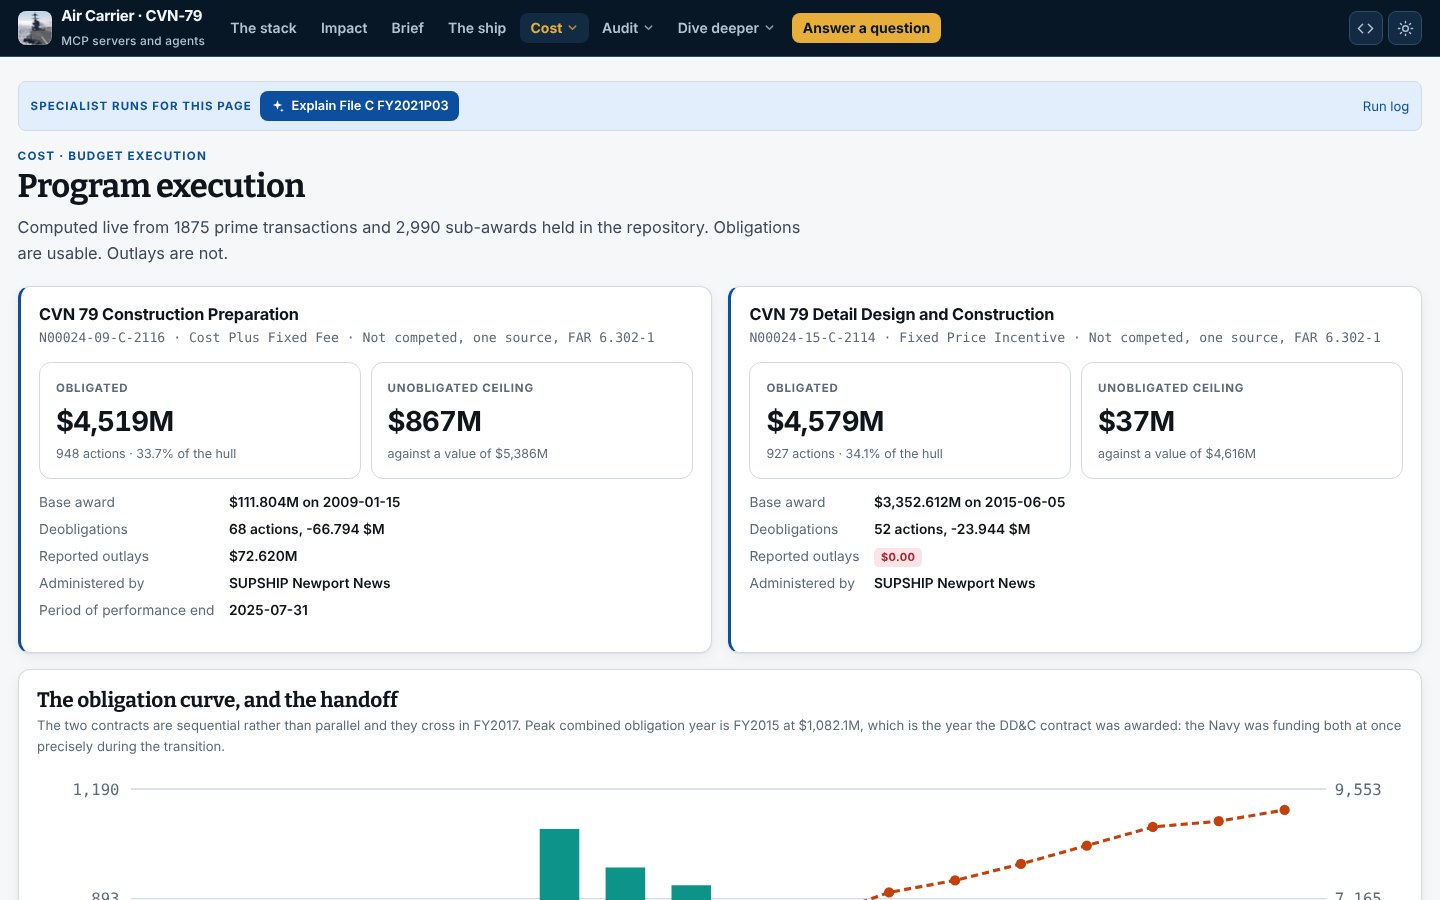 Air Carrier · CVN-79
MCP servers and agents
The stack
Impact
Brief
The ship
Cost
Audit
Dive deeper
Answer a question
SPECIALIST RUNS FOR THIS PAGE
Explain File C FY2021P03
Run log
COST · BUDGET EXECUTION
Program execution
Computed live from 1875 prime transactions and 2,990 sub-awards held in the repository. Obligations
are usable. Outlays are not.
CVN 79 Construction Preparation
N00024-09-C-2116 · Cost Plus Fixed Fee · Not competed, one source, FAR 6.302-1
OBLIGATED
$4,519M
948 actions · 33.7% of the hull
UNOBLIGATED CEILING
$867M
against a value of $5,386M
Base award $111.804M on 2009-01-15
Deobligations 68 actions, -66.794 $M
Reported outlays $72.620M
Administered by SUPSHIP Newport News
Period of performance end 2025-07-31
CVN 79 Detail Design and Construction
N00024-15-C-2114 · Fixed Price Incentive · Not competed, one source, FAR 6.302-1
OBLIGATED
$4,579M
927 actions · 34.1% of the hull
UNOBLIGATED CEILING
$37M
against a value of $4,616M
Base award $3,352.612M on 2015-06-05
Deobligations 52 actions, -23.944 $M
Reported outlays $0.00
Administered by SUPSHIP Newport News
The obligation curve, and the handoff
The two contracts are sequential rather than parallel and they cross in FY2017. Peak combined obligation year is FY2015 at $1,082.1M, which is the year the DD&C contract was awarded: the Navy was funding both at once
precisely during the transition.
1,190
9,553
893
7,165